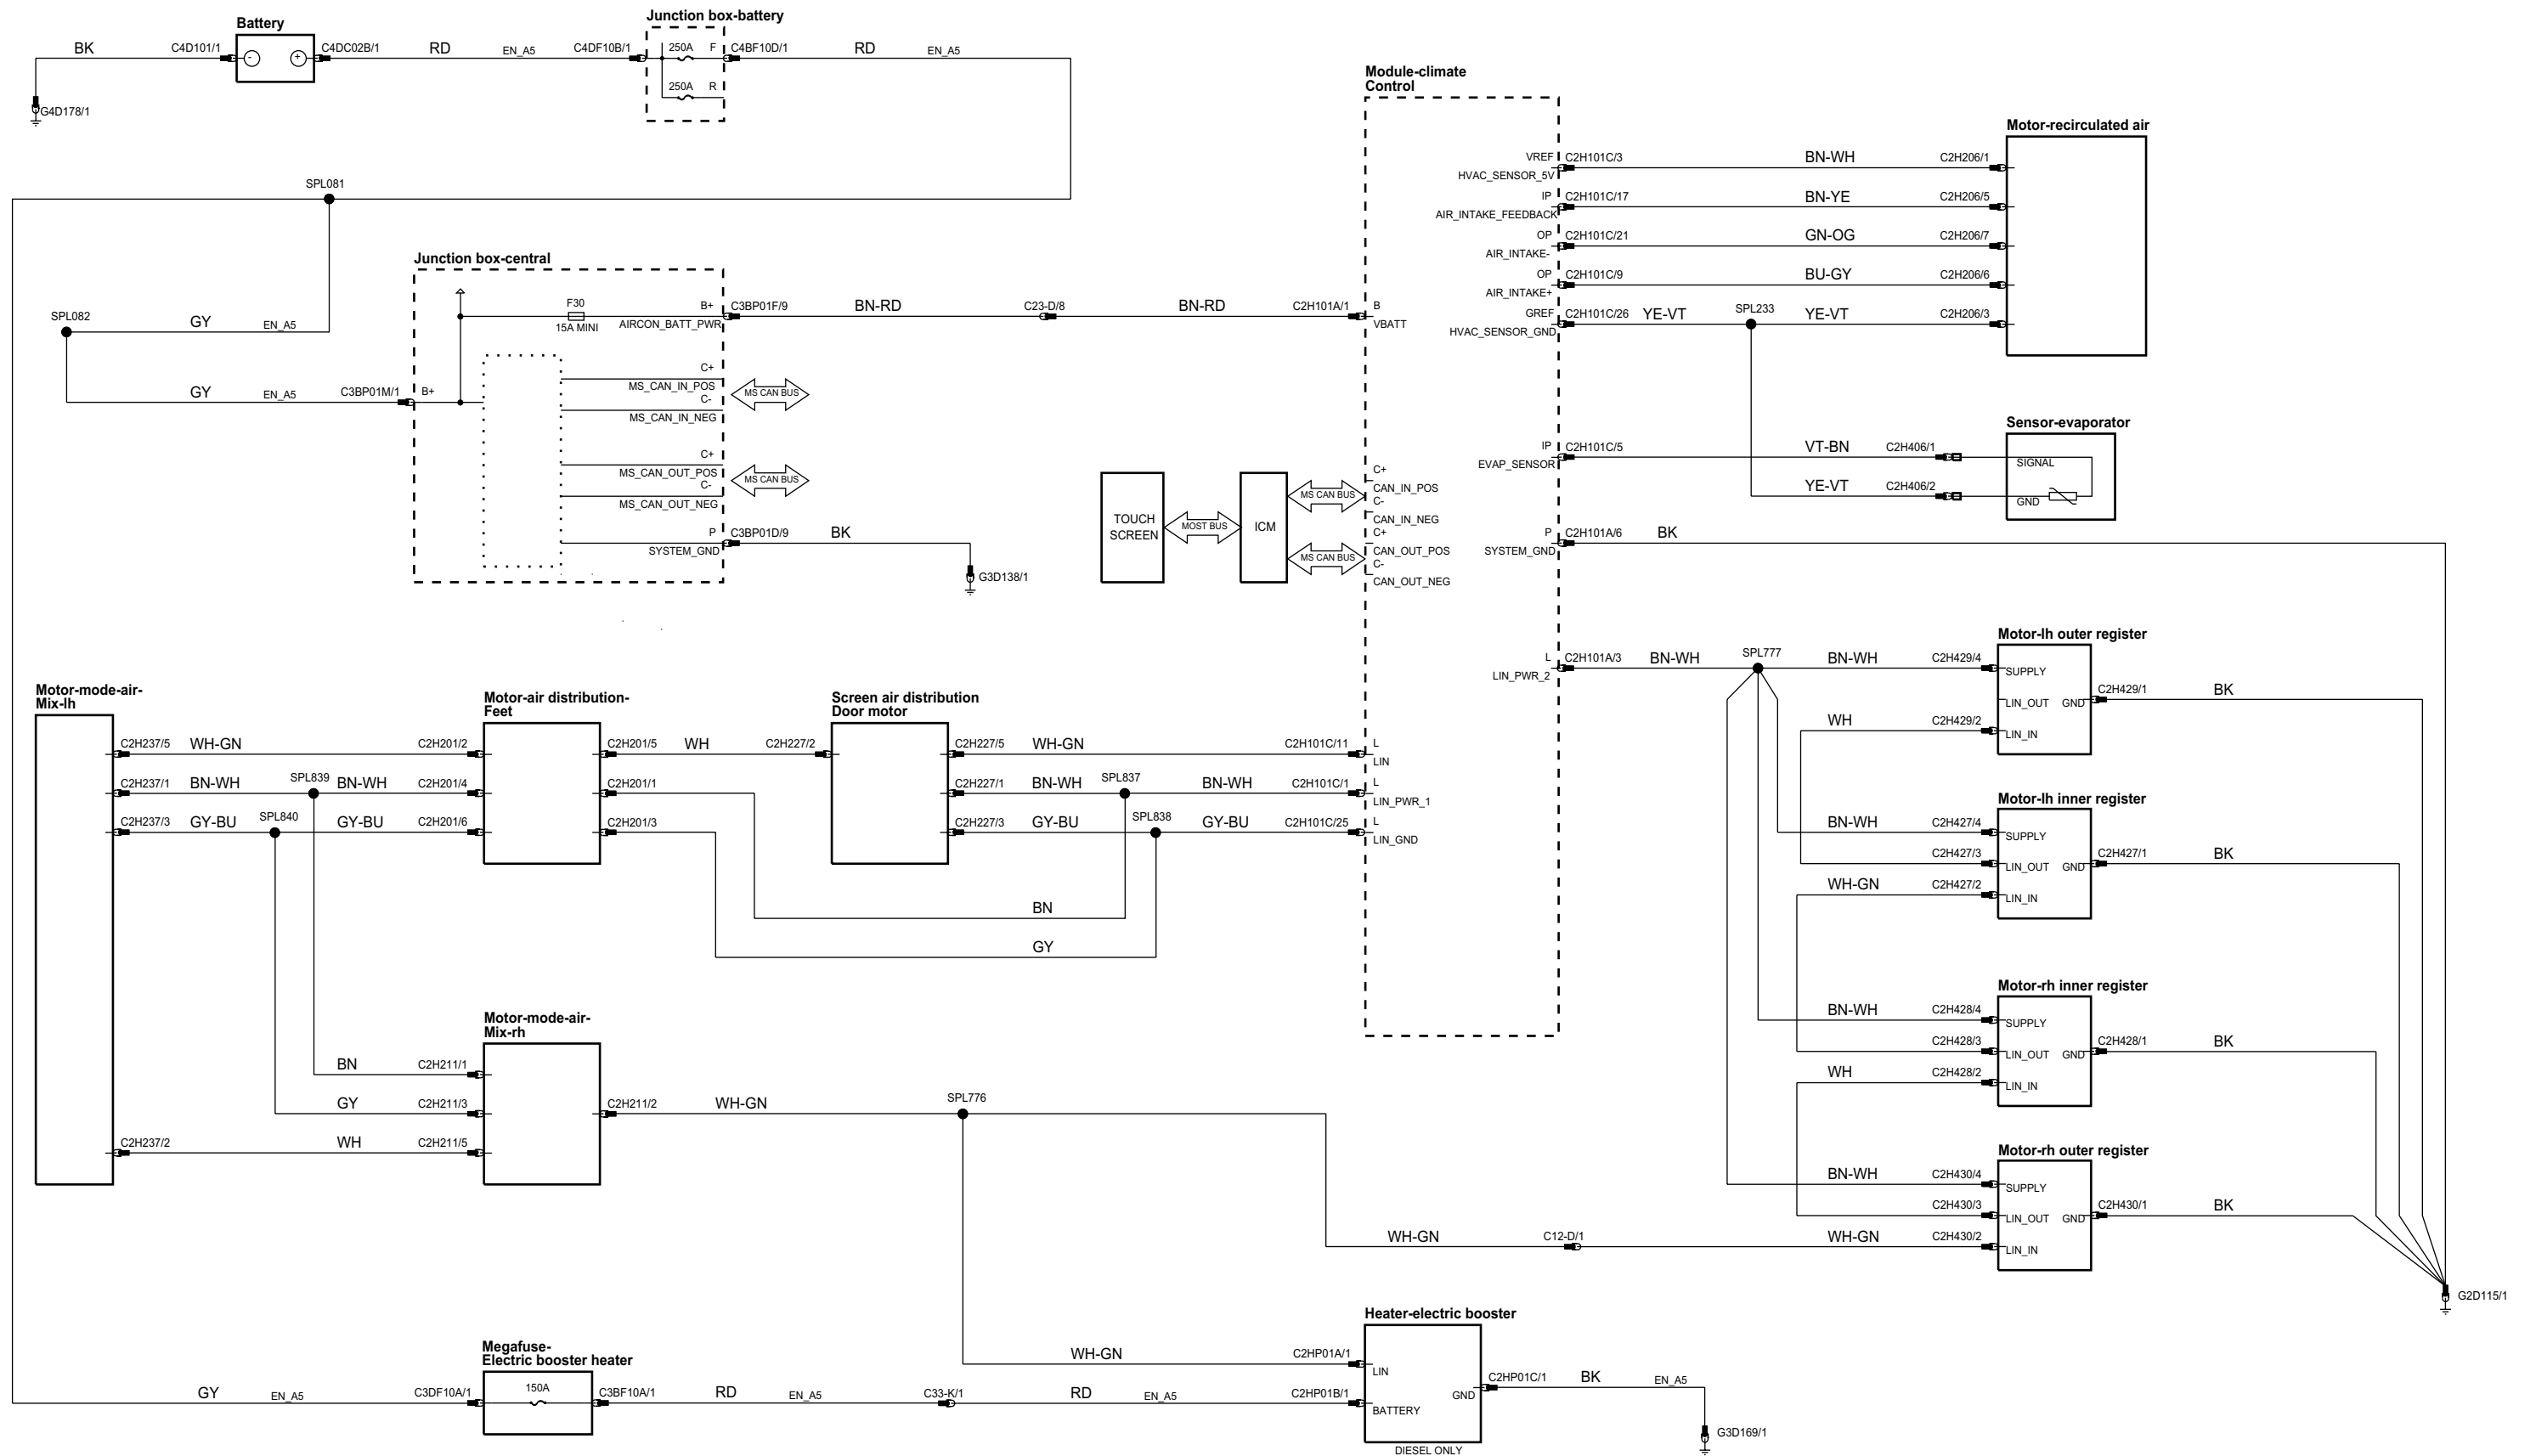 Battery
Junction box-battery
BK
C4D101/1
-
+
C4DC02B/1
RD
EN_A5
C4DF10B/1
250A F
250A R
C4BF10D/1
RD
EN_A5
G4D178/1
SPL081
SPL082
GY
EN_A5
GY
EN_A5
C3BP01M/1
Junction box-central
B+
F30
15A MINI
B+
AIRCON_BATT_PWR
C3BP01F/9
BN-RD
C23-D/8
BN-RD
C2H101A/1
C+
MS_CAN_IN_POS
C-
MS_CAN_IN_NEG
MS CAN BUS
C+
MS_CAN_OUT_POS
C-
MS_CAN_OUT_NEG
MS CAN BUS
P
SYSTEM_GND
C3BP01D/9
BK
G3D138/1
TOUCH
SCREEN
MOST BUS
ICM
MS CAN BUS
MS CAN BUS
Module-climate
Control
B
VBATT
C+
CAN_IN_POS
C-
CAN_IN_NEG
C+
CAN_OUT_POS
C-
CAN_OUT_NEG
L
LIN
L
LIN_PWR_1
L
LIN_GND
VREF
HVAC_SENSOR_5V
IP
AIR_INTAKE_FEEDBACK
OP
AIR_INTAKE-
OP
AIR_INTAKE+
GREF
HVAC_SENSOR_GND
IP
EVAP_SENSOR
P
SYSTEM_GND
L
LIN_PWR_2
C2H101C/3
BN-WH
C2H206/1
C2H101C/17
BN-YE
C2H206/5
C2H101C/21
GN-OG
C2H206/7
C2H101C/9
BU-GY
C2H206/6
C2H101C/26
YE-VT
SPL233
YE-VT
C2H206/3
Motor-recirculated air
C2H101C/5
VT-BN
C2H406/1
YE-VT
C2H406/2
Sensor-evaporator
SIGNAL
GND
C2H101A/6
BK
C2H101A/3
BN-WH
SPL777
BN-WH
C2H429/4
Motor-lh outer register
SUPPLY
LIN_OUT
GND
LIN_IN
C2H429/1
BK
WH
C2H429/2
Motor-lh inner register
BN-WH
C2H427/4
SUPPLY
C2H427/3
LIN_OUT
GND
C2H427/1
BK
WH-GN
C2H427/2
LIN_IN
Motor-rh inner register
BN-WH
C2H428/4
SUPPLY
C2H428/3
LIN_OUT
GND
C2H428/1
BK
WH
C2H428/2
LIN_IN
Motor-rh outer register
BN-WH
C2H430/4
SUPPLY
C2H430/3
LIN_OUT
GND
C2H430/1
BK
WH-GN
C12-D/1
WH-GN
C2H430/2
LIN_IN
G2D115/1
Motor-mode-air-
Mix-lh
C2H237/5
WH-GN
C2H201/2
C2H237/1
BN-WH
SPL839
BN-WH
C2H201/4
C2H237/3
GY-BU
SPL840
GY-BU
C2H201/6
Motor-air distribution-
Feet
C2H201/5
WH
C2H227/2
C2H201/1
C2H201/3
Screen air distribution
Door motor
C2H227/5
WH-GN
C2H101C/11
C2H227/1
BN-WH
SPL837
BN-WH
C2H101C/1
C2H227/3
GY-BU
SPL838
GY-BU
C2H101C/25
BN
GY
Motor-mode-air-
Mix-rh
BN
C2H211/1
GY
C2H211/3
C2H237/2
WH
C2H211/5
C2H211/2
WH-GN
SPL776
Megafuse-
Electric booster heater
GY
EN_A5
C3DF10A/1
150A
C3BF10A/1
RD
EN_A5
C33-K/1
RD
EN_A5
C2HP01B/1
WH-GN
C2HP01A/1
Heater-electric booster
LIN
GND
BATTERY
DIESEL ONLY
C2HP01C/1
BK
EN_A5
G3D169/1